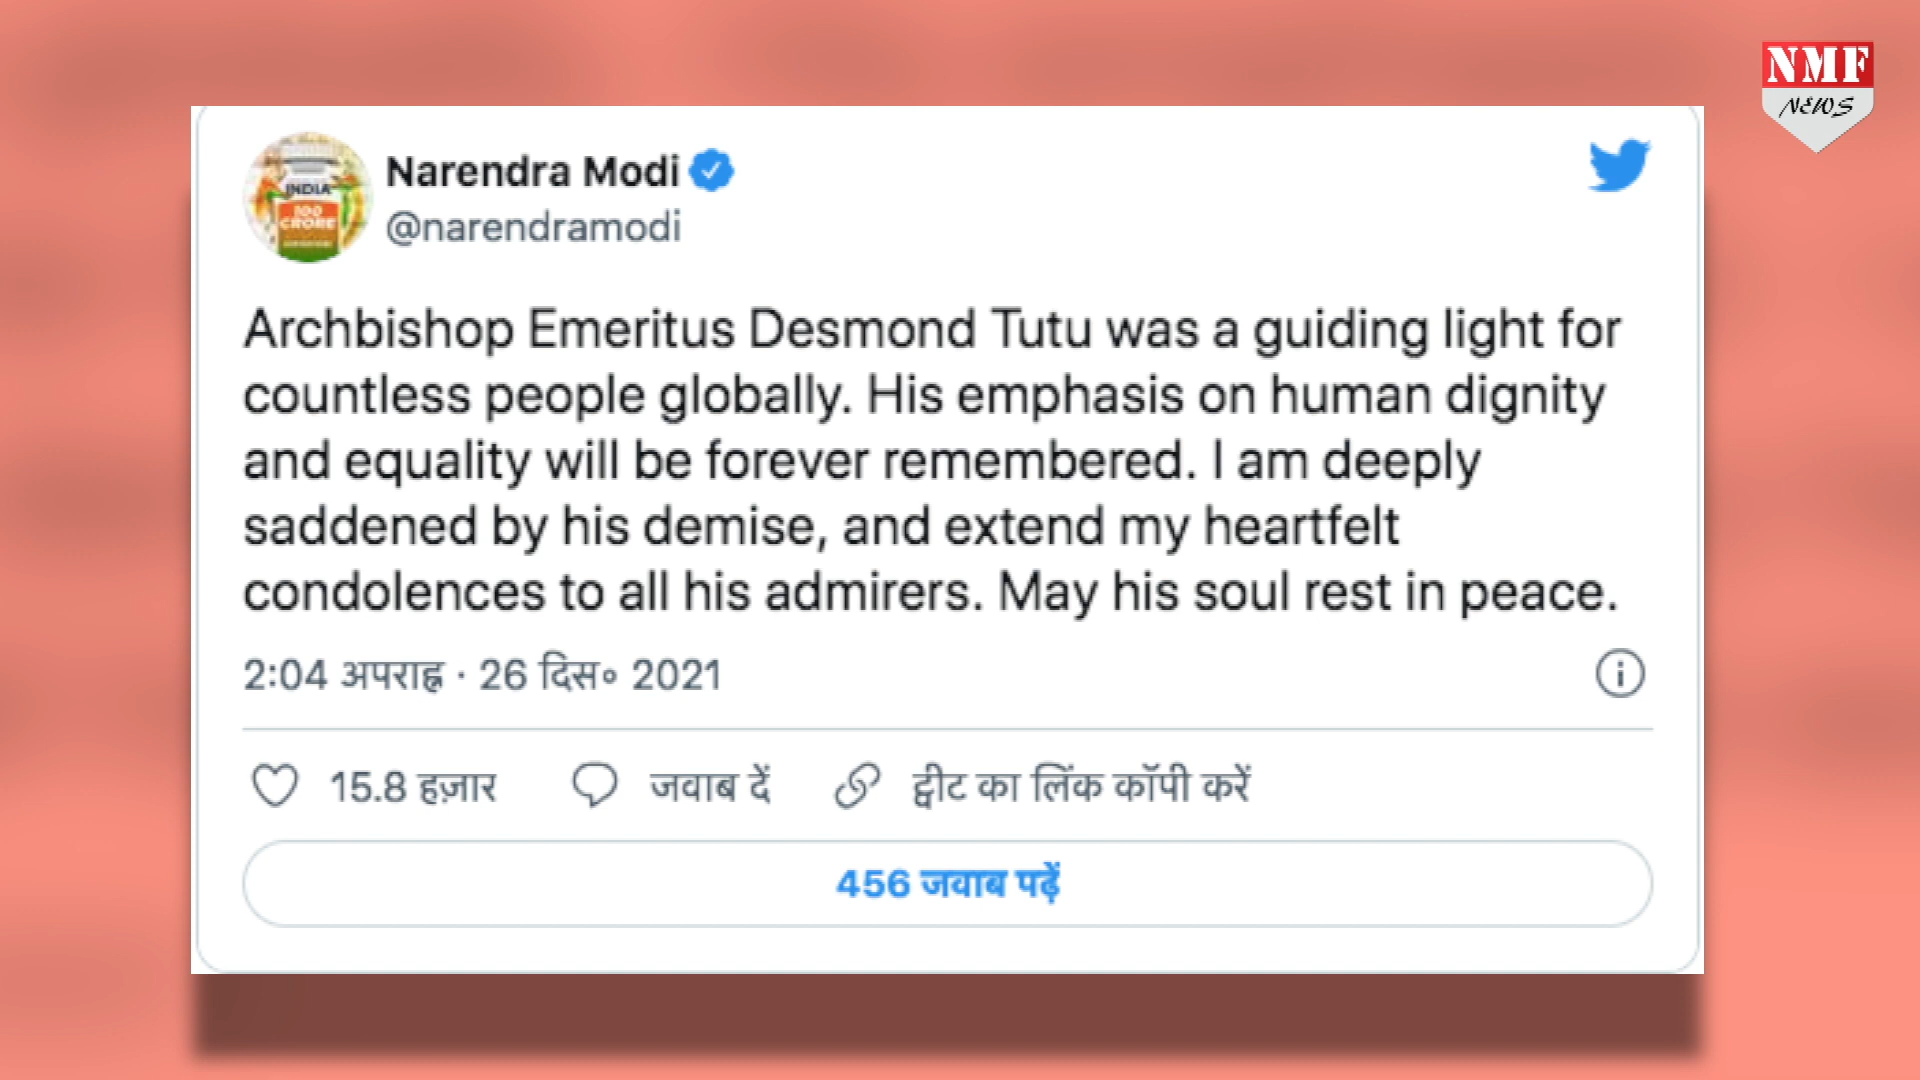 NMF
NEWS
Narendra Modi
@narendramodi
INDIA
100
CRORE
Archbishop Emeritus Desmond Tutu was a guiding light for
countless people globally. His emphasis on human dignity
and equality will be forever remembered. I am deeply
saddened by his demise, and extend my heartfelt
condolences to all his admirers. May his soul rest in peace.
2:04 अपराह्न · 26 दिस॰ 2021
15.8 हज़ार जवाब दें ट्वीट का लिंक कॉपी करें
456 जवाब पढ़ें